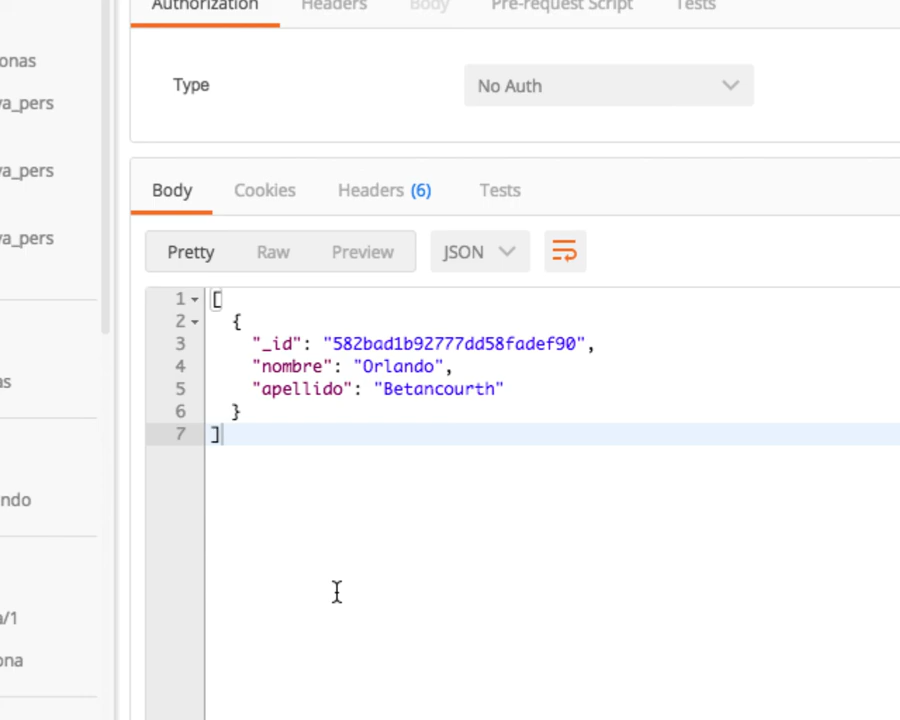 Authorization Headers Body Pre-request Script Tests
onas
Type No Auth
va_pers
va_pers
Body Cookies Headers (6) Tests
va_pers
Pretty Raw Preview JSON
1 [
2 {
3 "_id": "582bad1b92777dd58fadef90",
4 "nombre": "Orlando",
as
5 "apellido": "Betancourth"
6 }
7 ]
ndo
a/1
ona